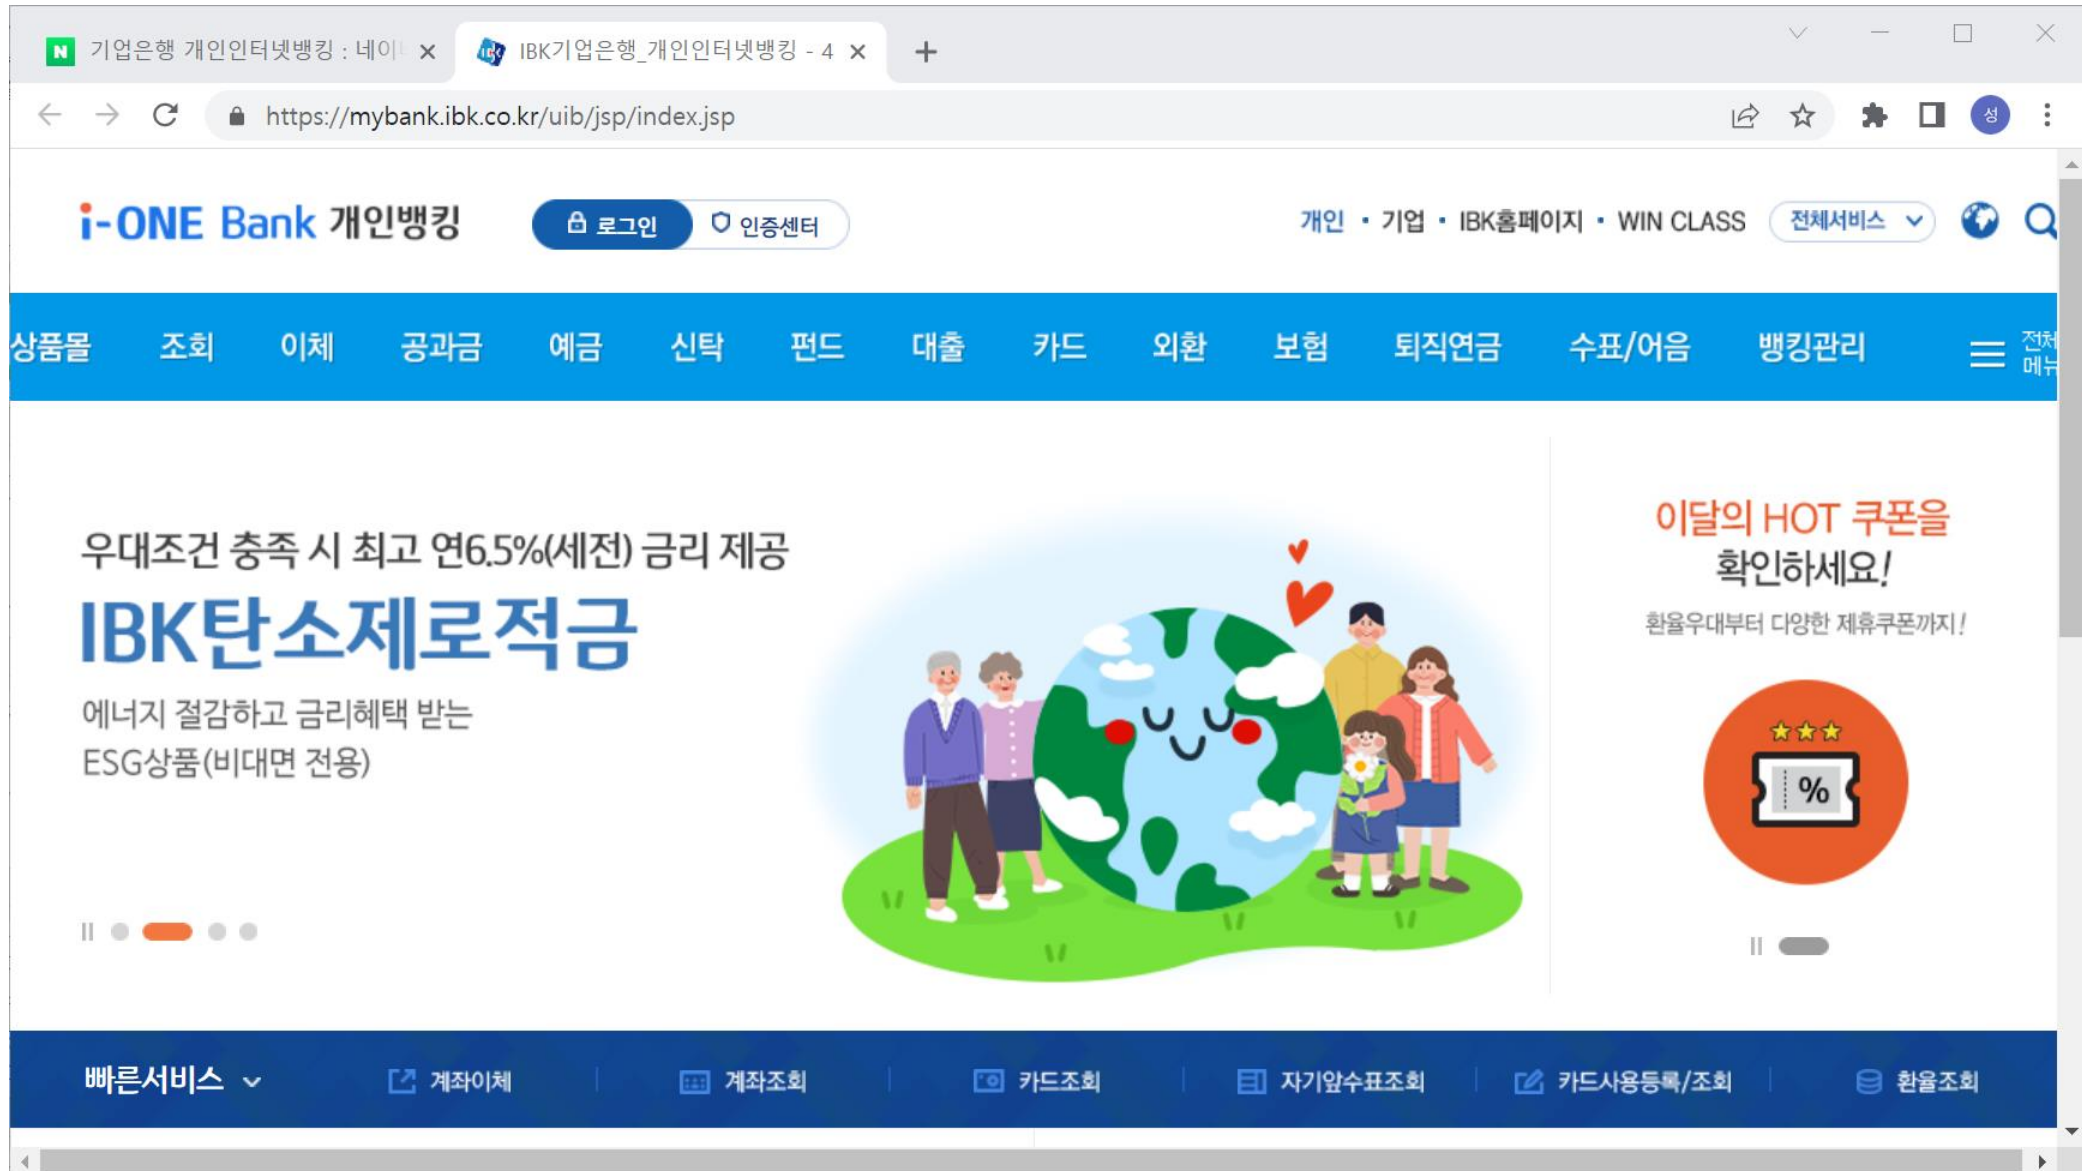 기업은행 개인인터넷뱅킹 : 네이
IBK기업은행_개인인터넷뱅킹 - 4
https://mybank.ibk.co.kr/uib/jsp/index.jsp
성
i-ONE Bank 개인뱅킹
로그인
인증센터
개인 · 기업 · IBK홈페이지 · WIN CLASS
전체서비스
상품몰 조회 이체 공과금 예금 신탁 펀드 대출 카드 외환 보험 퇴직연금 수표/어음 뱅킹관리
전체
메뉴
우대조건 충족 시 최고 연6.5%(세전) 금리 제공
IBK탄소제로적금
에너지 절감하고 금리혜택 받는
ESG상품(비대면 전용)
이달의 HOT 쿠폰을
확인하세요!
환율우대부터 다양한 제휴쿠폰까지!
%
빠른서비스 계좌이체 계좌조회 카드조회 자기앞수표조회 카드사용등록/조회 환율조회